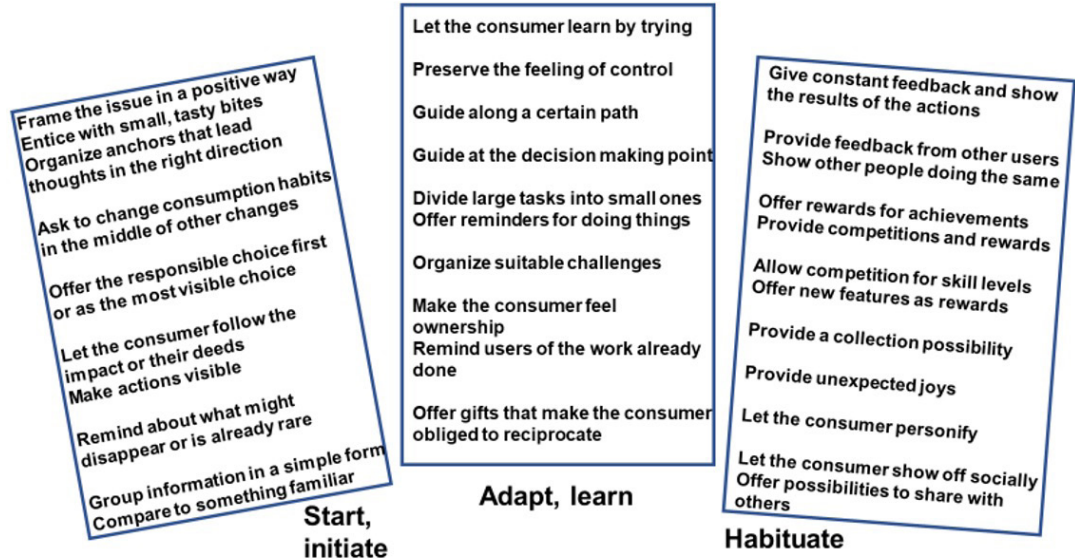 Frame the issue in a positive way
Entice with small, tasty bites
Organize anchors that lead
thoughts in the right direction
Ask to change consumption habits
in the middle of other changes
Offer the responsible choice first
or as the most visible choice
Let the consumer follow the
impact or their deeds
Make actions visible
Remind about what might
disappear or is already rare
Group information in a simple form
Compare to something familiar
Start,
initiate
Let the consumer learn by trying
Preserve the feeling of control
Guide along a certain path
Guide at the decision making point
Divide large tasks into small ones
Offer reminders for doing things
Organize suitable challenges
Make the consumer feel
ownership
Remind users of the work already
done
Offer gifts that make the consumer
obliged to reciprocate
Adapt, learn
Give constant feedback and show
the results of the actions
Provide feedback from other users
Show other people doing the same
Offer rewards for achievements
Provide competitions and rewards
Allow competition for skill levels
Offer new features as rewards
Provide a collection possibility
Provide unexpected joys
Let the consumer personify
Let the consumer show off socially
Offer possibilities to share with
others
Habituate